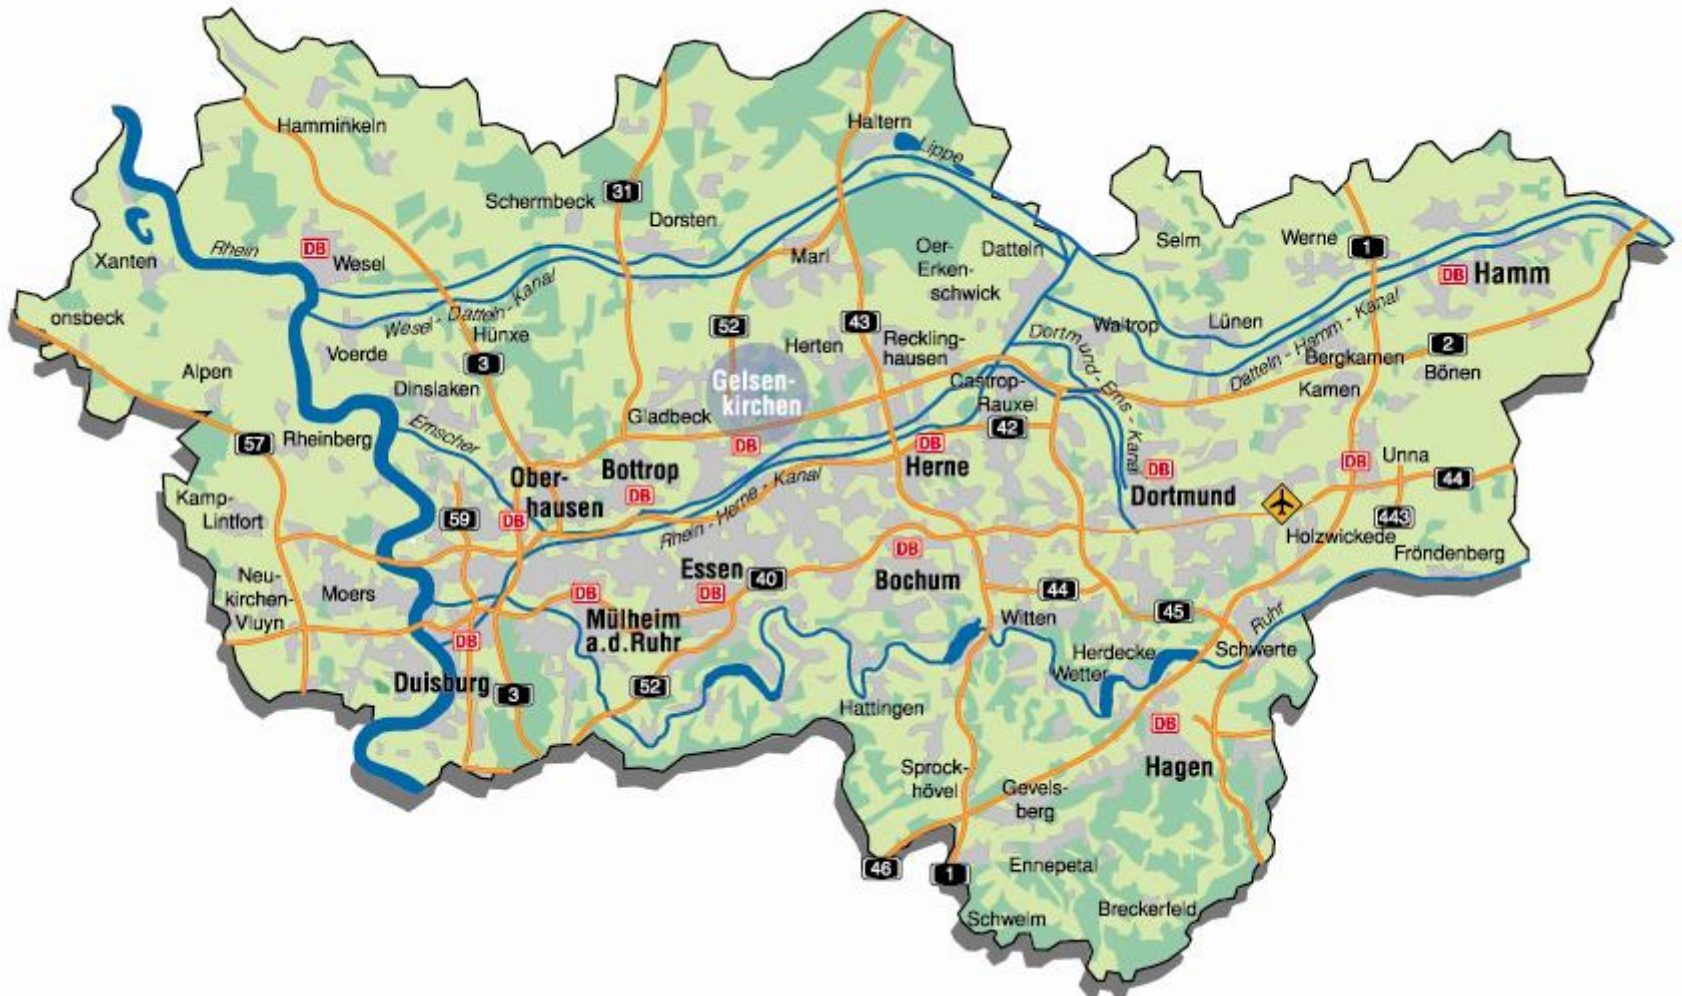 Hamminkeln
Haltern
Lippe
Schermbeck
31
Dorsten
Rhein
DB
Wesel
Xanten
Marl
Oer-
Erken-
schwick
Datteln
Selm
Werne
1
DB
Hamm
onsbeck
Wesel - Datteln - Kanal
Hünxe
Voerde
3
Alpen
Dinslaken
52
43
Herten
Reckling-
hausen
Dortmund - Ems - Kanal
Waltrop
Lünen
Datteln - Hamm - Kanal
Bergkamen
2
Bönen
Kamen
Gelsen-
kirchen
Gladbeck
Castrop-
Rauxel
42
57
Rheinberg
Emscher
DB
DB
Herne
Ober-
hausen
Bottrop
DB
DB
Dortmund
DB
Unna
44
Kamp-
Lintfort
59
DB
Rhein - Herne - Kanal
443
Holzwickede
Fröndenberg
Neu-
kirchen-
Vluyn
Moers
DB
Mülheim
a.d.Ruhr
Essen
DB
40
DB
Bochum
44
45
Witten
Ruhr
DB
Duisburg
3
52
Herdecke
Wetter
Schwerte
Hattingen
DB
Hagen
Sprock-
hövel
Gevels-
berg
46
1
Ennepetal
Schwelm
Breckerfeld